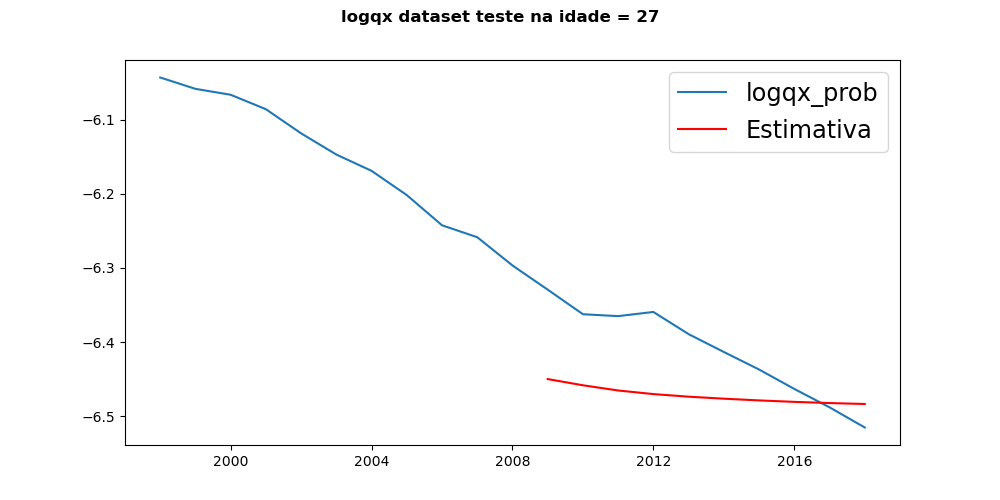 logqx dataset teste na idade = 27
logqx_prob
Estimativa
−6.1
−6.2
−6.3
−6.4
−6.5
2000 2004 2008 2012 2016